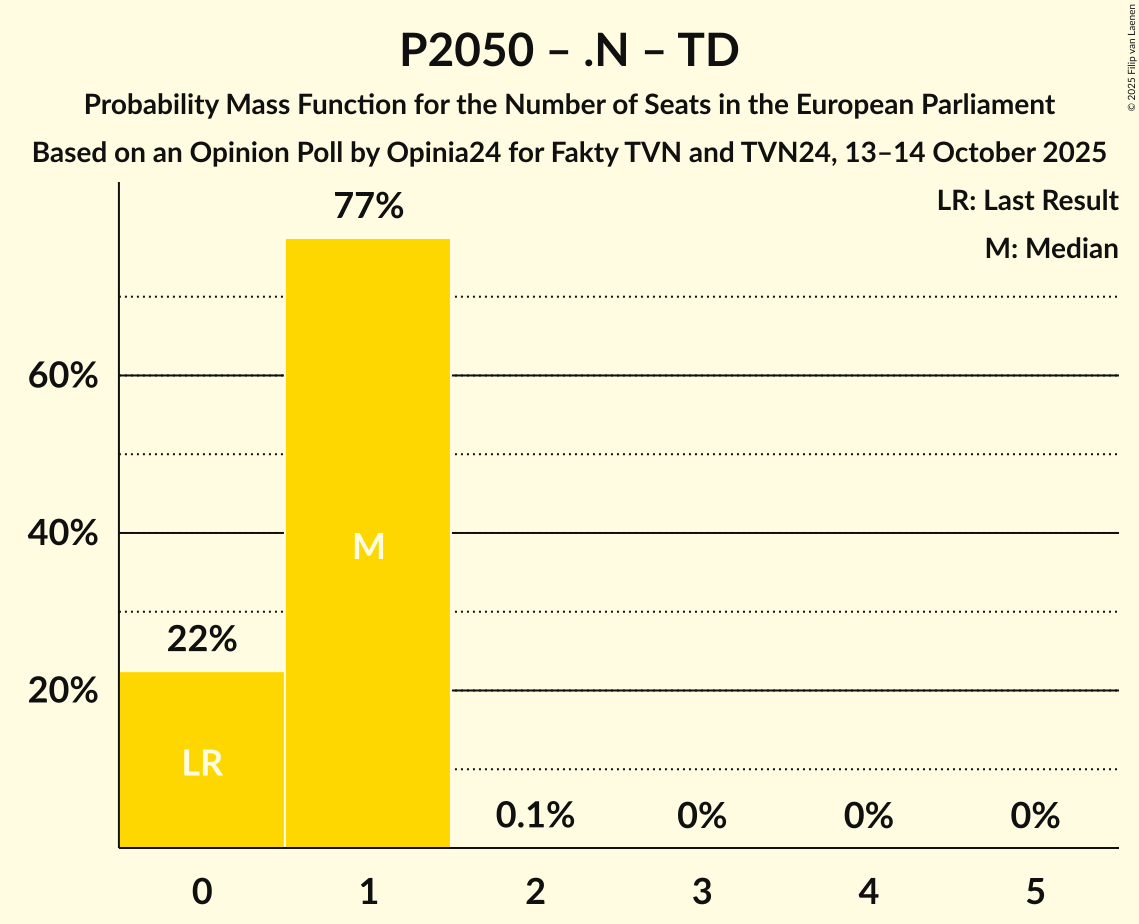 P2050 – .N – TD
Probability Mass Function for the Number of Seats in the European Parliament
Based on an Opinion Poll by Opinia24 for Fakty TVN and TVN24, 13–14 October 2025
© 2025 Filip van Laenen
LR: Last Result
M: Median
77%
60%
40%
M
22%
20%
LR
0.1%
0%
0%
0%
0
1
2
3
4
5